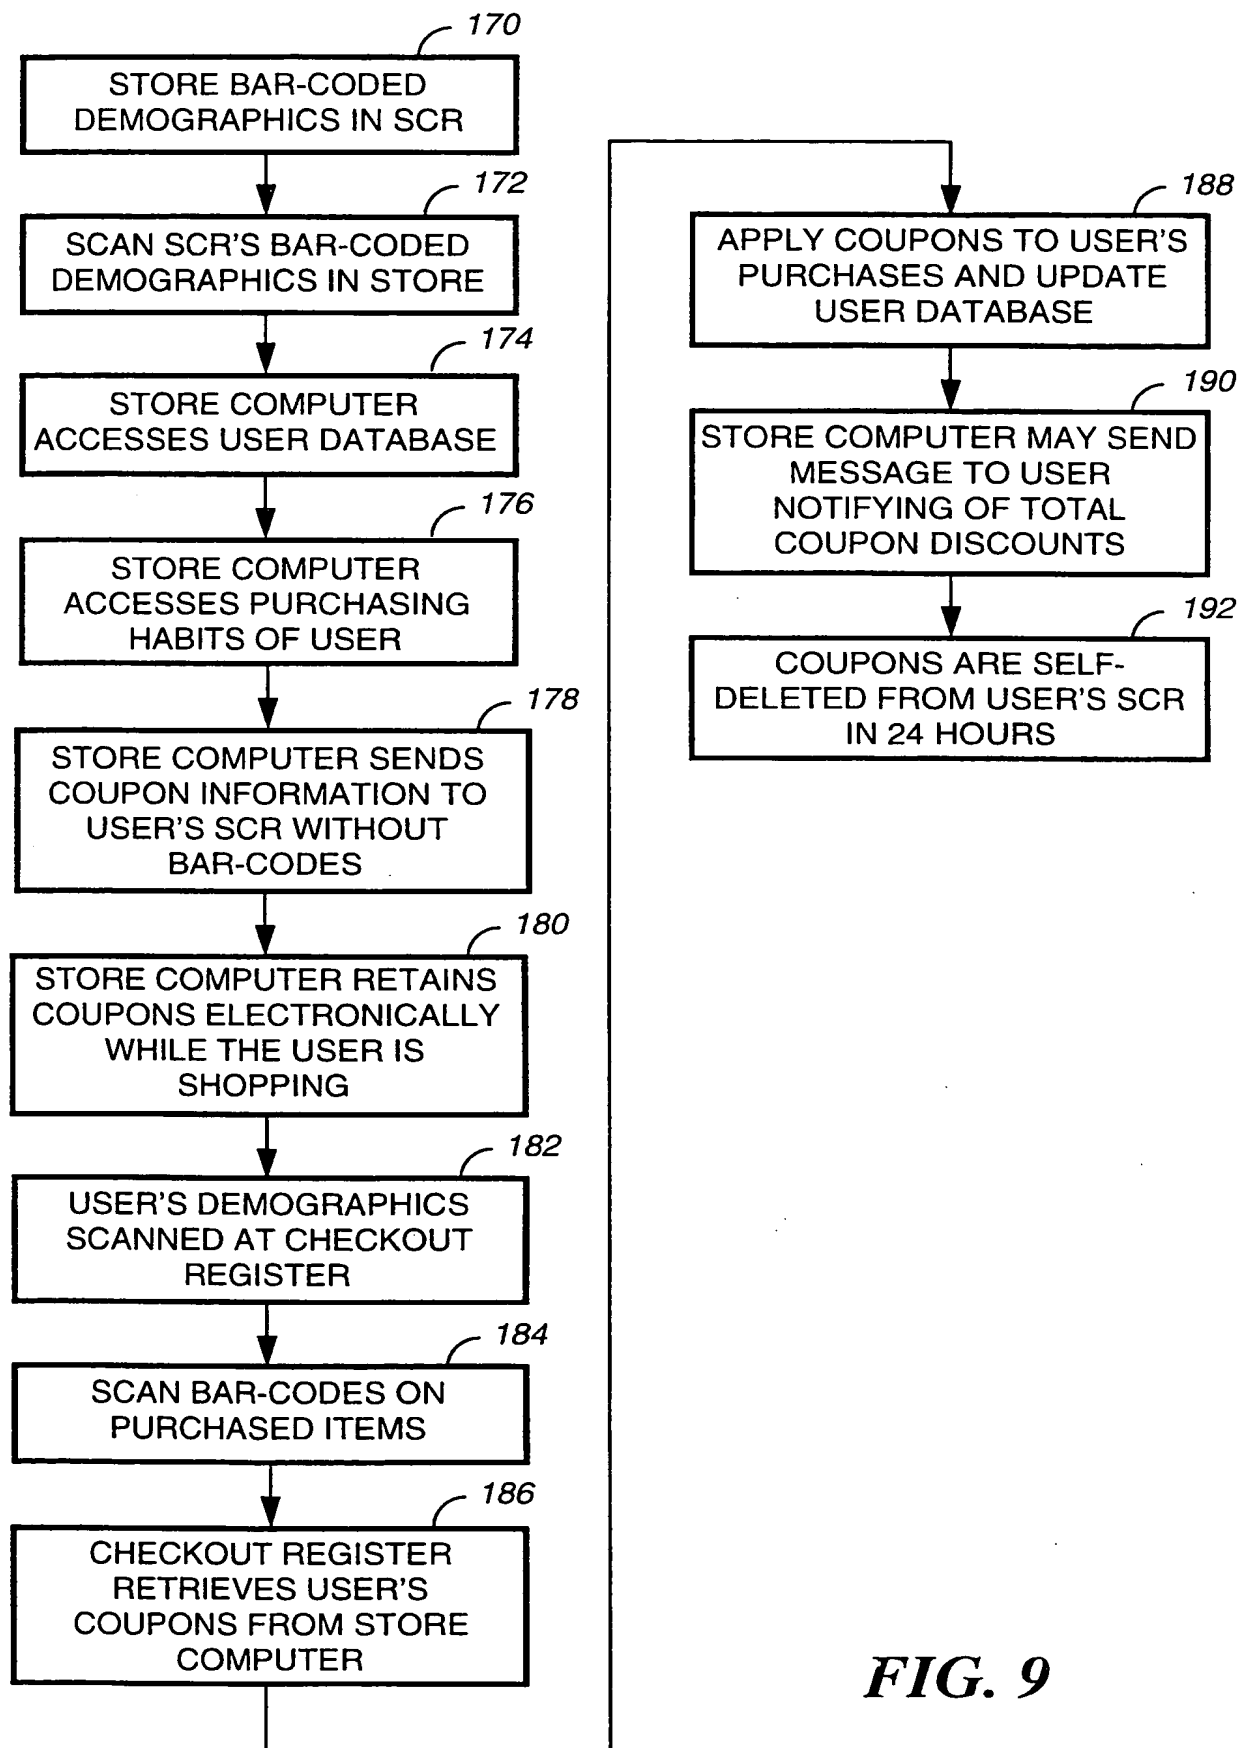 170
STORE BAR-CODED
DEMOGRAPHICS IN SCR
172
SCAN SCR'S BAR-CODED
DEMOGRAPHICS IN STORE
174
STORE COMPUTER
ACCESSES USER DATABASE
176
STORE COMPUTER
ACCESSES PURCHASING
HABITS OF USER
178
STORE COMPUTER SENDS
COUPON INFORMATION TO
USER'S SCR WITHOUT
BAR-CODES
180
STORE COMPUTER RETAINS
COUPONS ELECTRONICALLY
WHILE THE USER IS
SHOPPING
182
USER'S DEMOGRAPHICS
SCANNED AT CHECKOUT
REGISTER
184
SCAN BAR-CODES ON
PURCHASED ITEMS
186
CHECKOUT REGISTER
RETRIEVES USER'S
COUPONS FROM STORE
COMPUTER
188
APPLY COUPONS TO USER'S
PURCHASES AND UPDATE
USER DATABASE
190
STORE COMPUTER MAY SEND
MESSAGE TO USER
NOTIFYING OF TOTAL
COUPON DISCOUNTS
192
COUPONS ARE SELF-
DELETED FROM USER'S SCR
IN 24 HOURS
FIG. 9